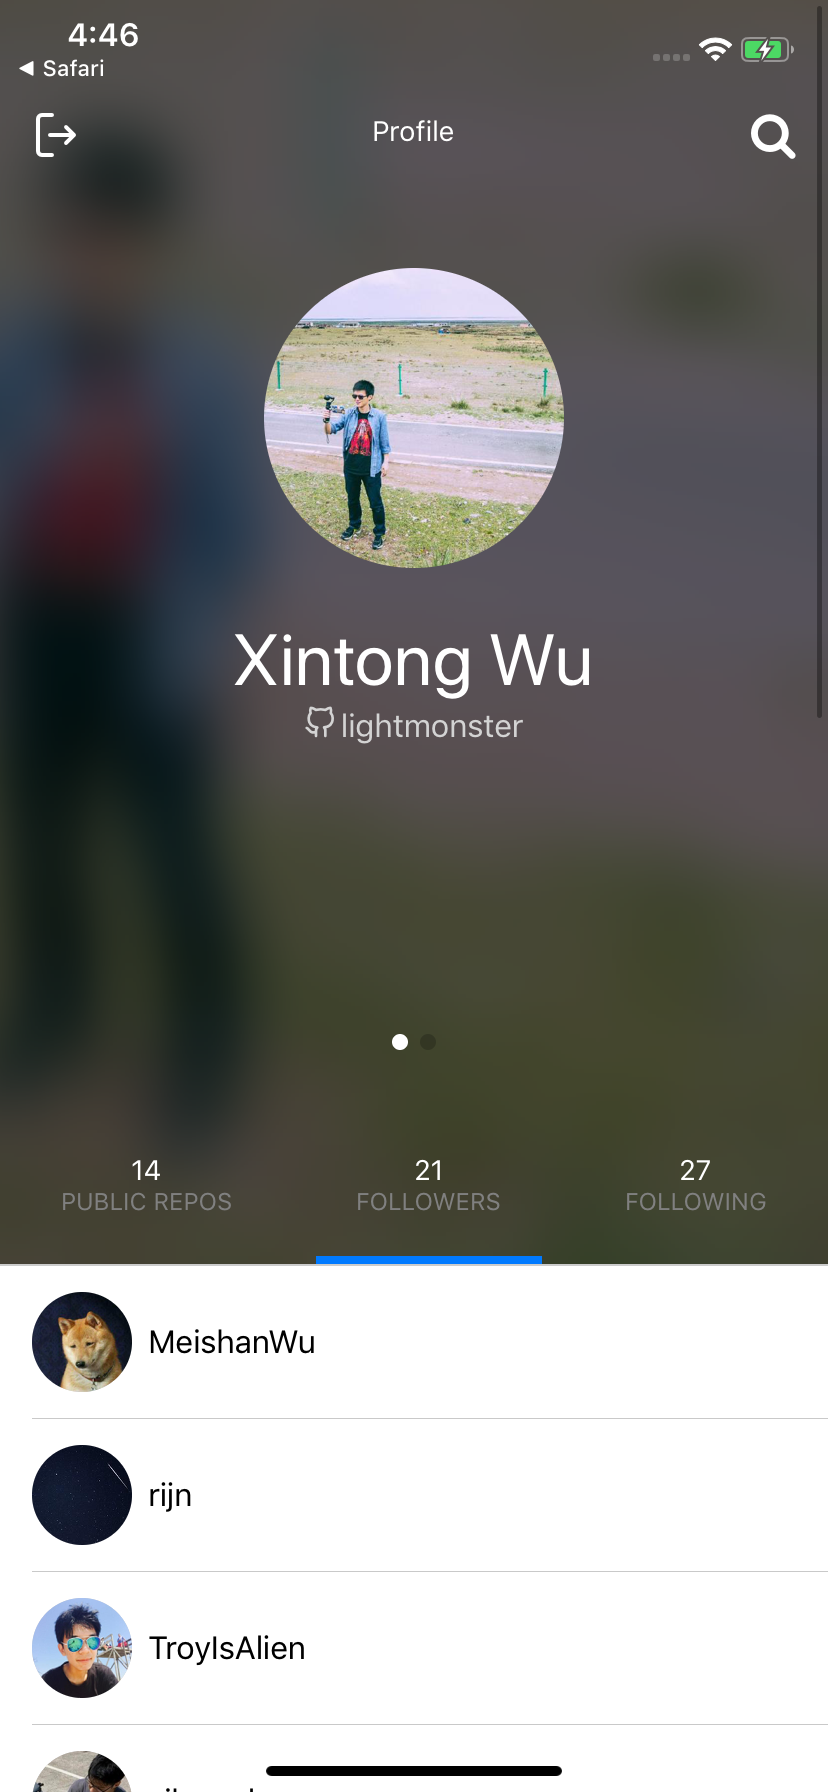 4:46
Safari
Profile
Xintong Wu
lightmonster
14
PUBLIC REPOS
21
FOLLOWERS
27
FOLLOWING
MeishanWu
rijn
TroyIsAlien